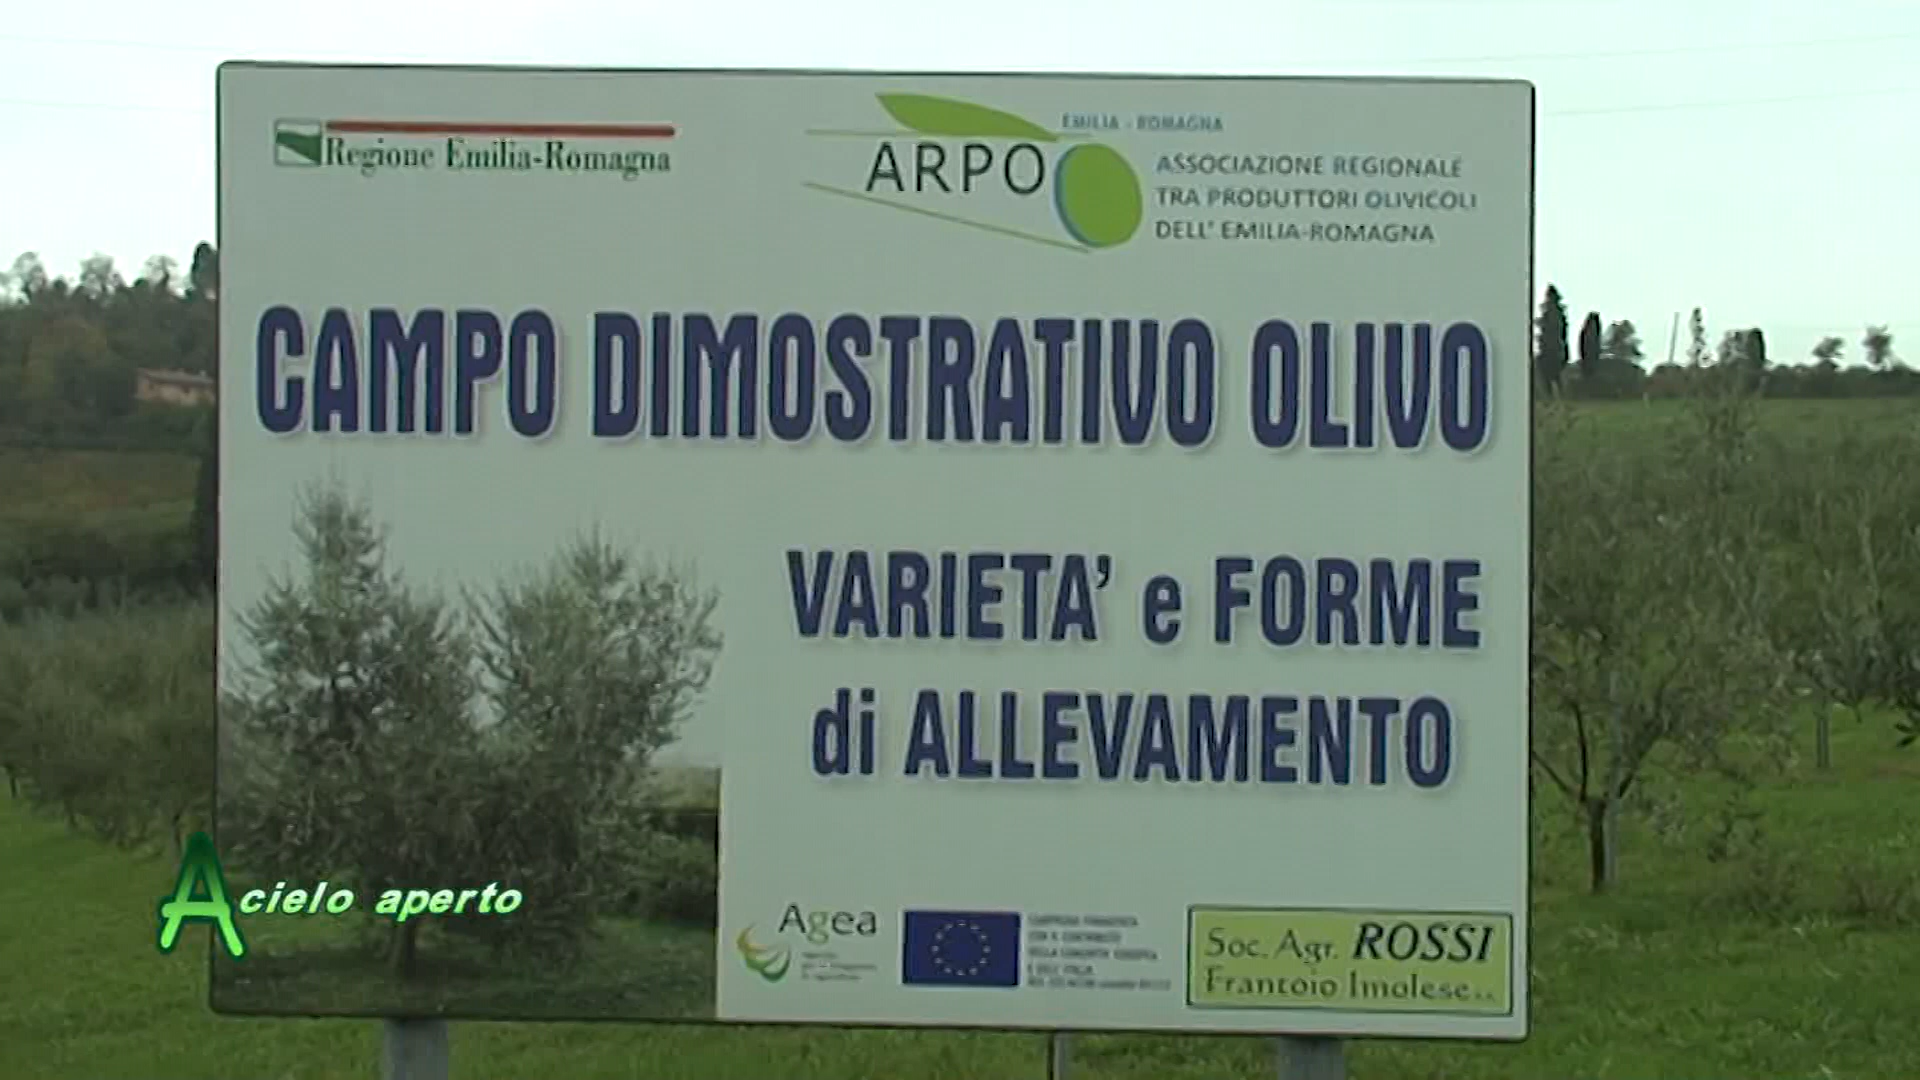 Regione Emilia-Romagna
EMILIA - ROMAGNA
ARPO
ASSOCIAZIONE REGIONALE
TRA PRODUTTORI OLIVICOLI
DELL' EMILIA-ROMAGNA
CAMPO DIMOSTRATIVO OLIVO
VARIETA' e FORME
di ALLEVAMENTO
A cielo aperto
Agea
Soc. Agr. ROSSI
Frantoio Imolese